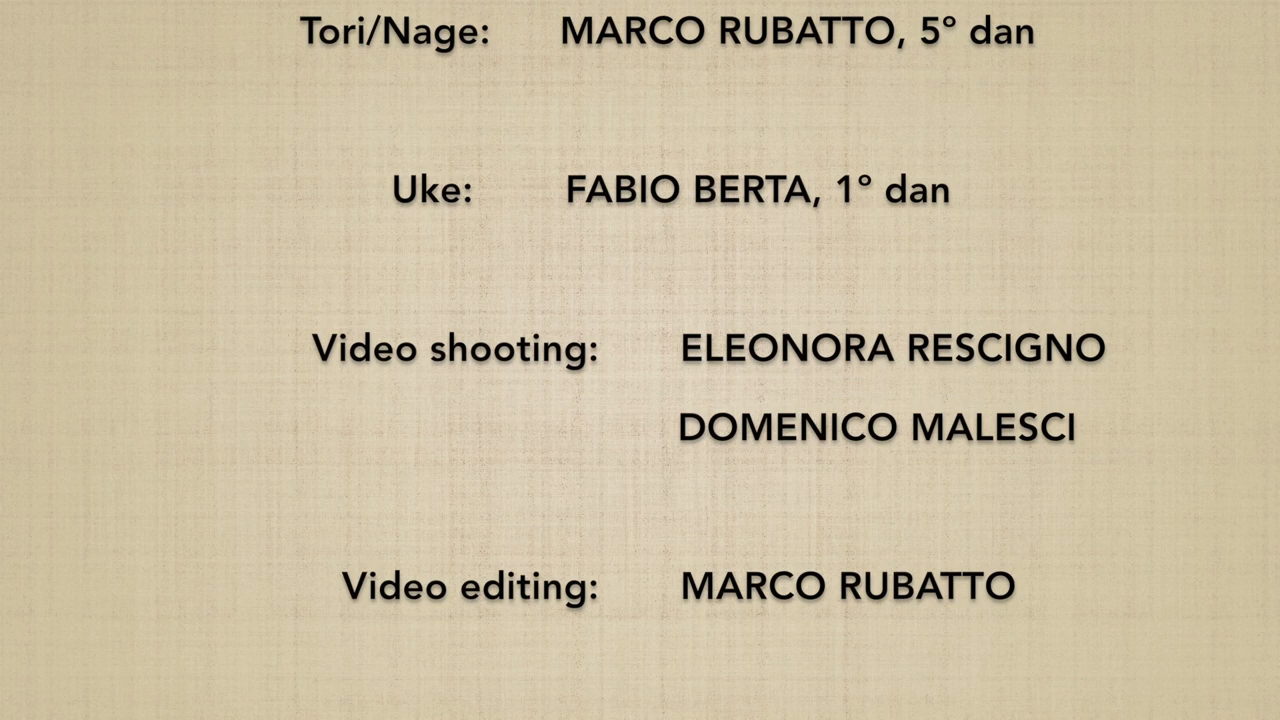 Tori/Nage: MARCO RUBATTO, 5° dan
Uke: FABIO BERTA, 1° dan
Video shooting: ELEONORA RESCIGNO
DOMENICO MALESCI
Video editing: MARCO RUBATTO